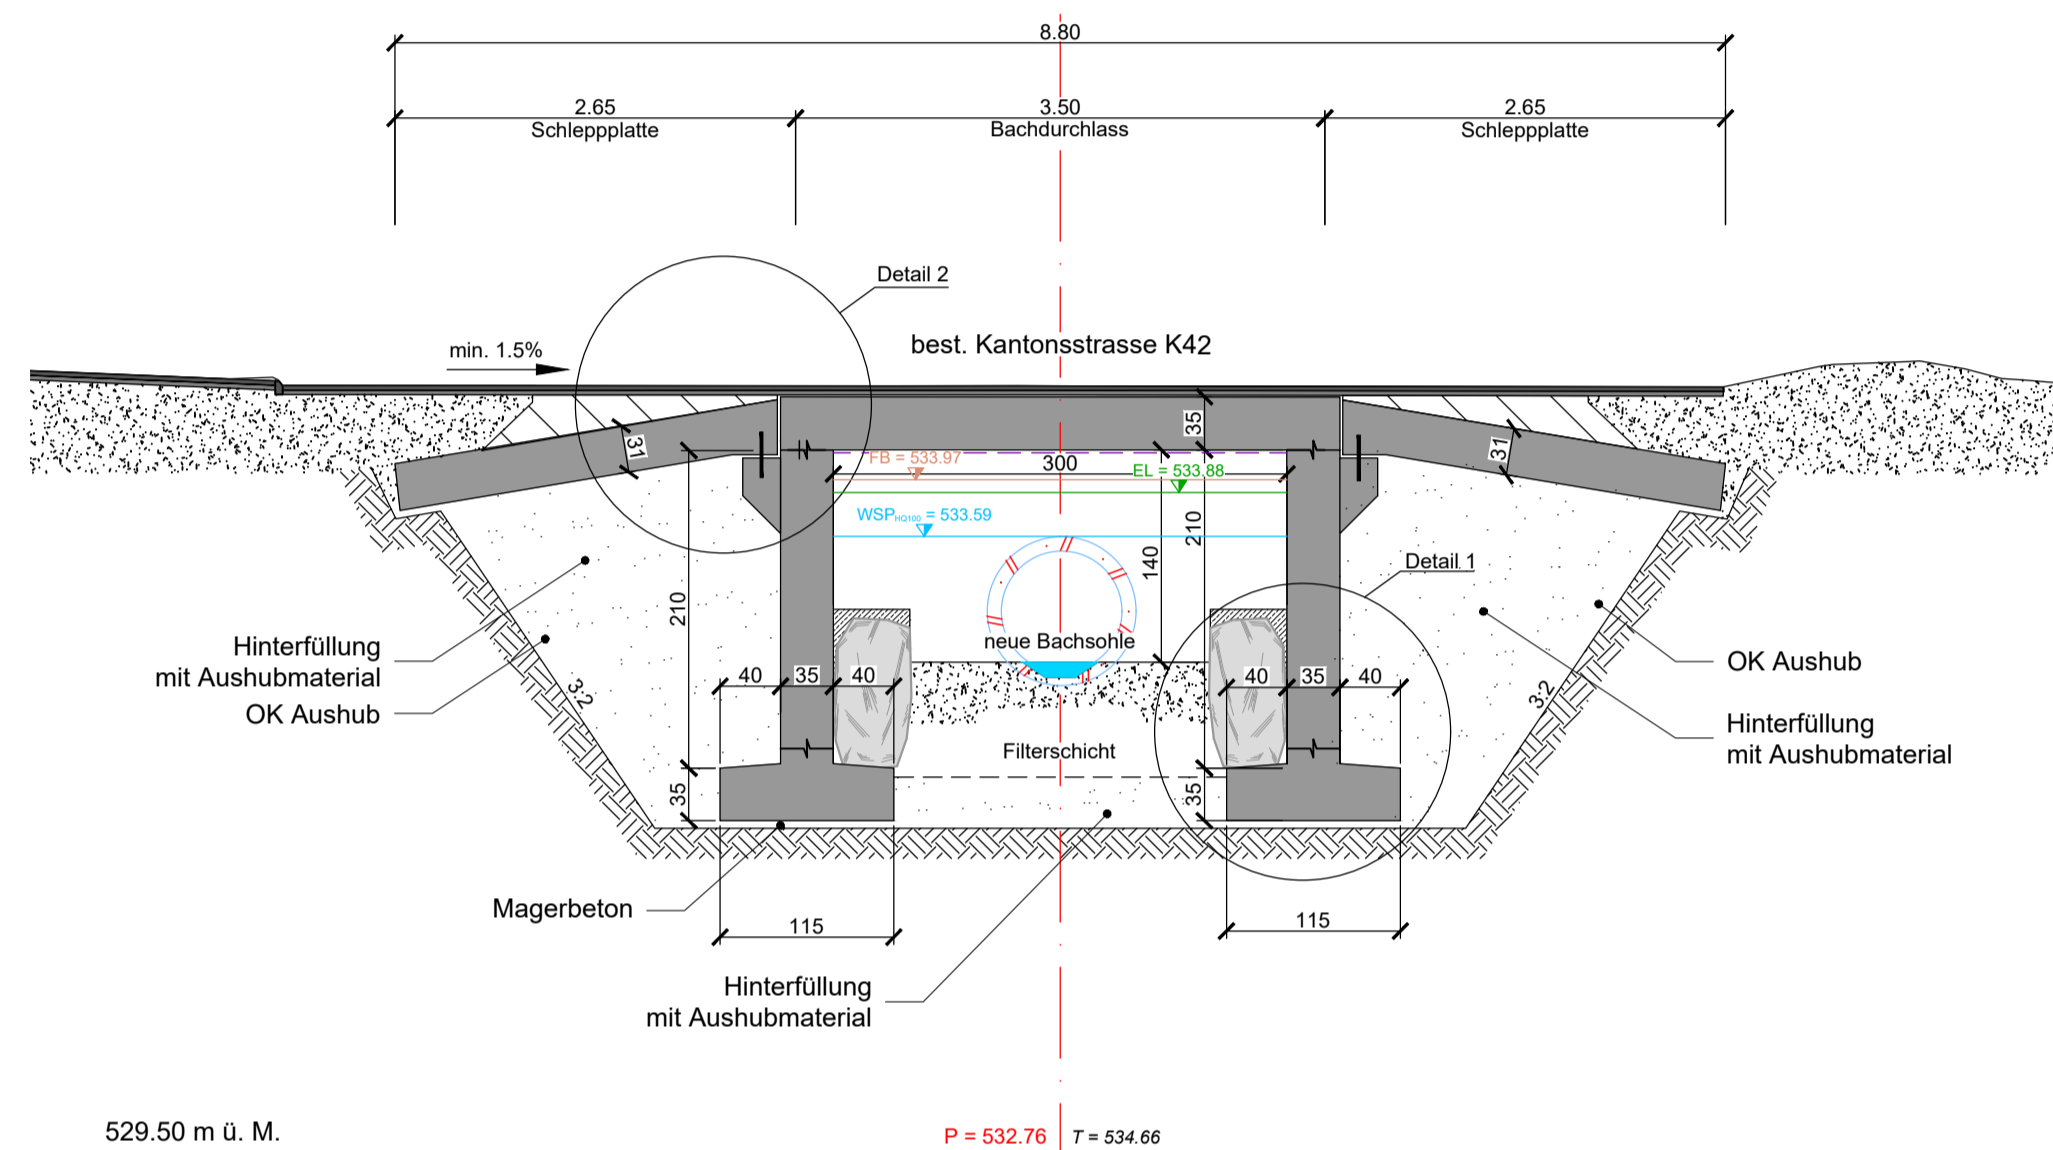 8.80
2.65
3.50
2.65
Schleppplatte
Bachdurchlass
Schleppplatte
Detail 2
best. Kantonsstrasse K42
min. 1.5%
35
31
31
FB = 533.97
300
EL = 533.88
WSPHQ100 = 533.59
210
140
Detail 1
210
neue Bachsohle
Hinterfüllung
mit Aushubmaterial
OK Aushub
OK Aushub
Hinterfüllung
mit Aushubmaterial
40
35
40
40
35
40
3:2
3:2
Filterschicht
35
35
Magerbeton
115
115
Hinterfüllung
mit Aushubmaterial
529.50 m ü. M.
P = 532.76
T = 534.66